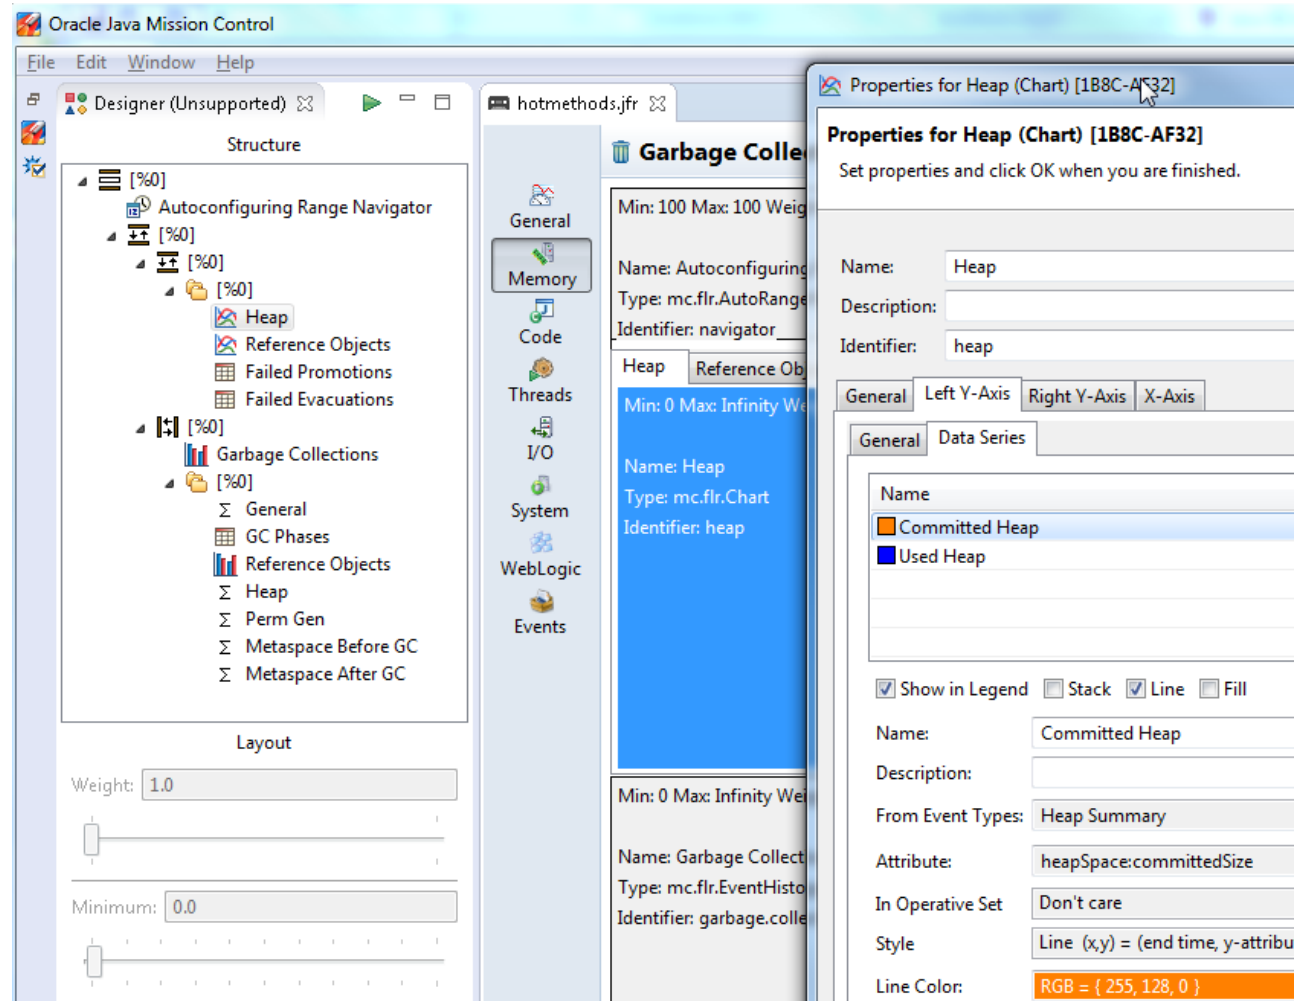 Oracle Java Mission Control
File Edit Window Help
Designer (Unsupported)
Structure
[%0]
Autoconfiguring Range Navigator
[%0]
[%0]
[%0]
Heap
Reference Objects
Failed Promotions
Failed Evacuations
[%0]
Garbage Collections
[%0]
General
GC Phases
Reference Objects
Heap
Perm Gen
Metaspace Before GC
Metaspace After GC
Layout
Weight: 1.0
Minimum: 0.0
hotmethods.jfr
General
Memory
Code
Threads
I/O
System
WebLogic
Events
Garbage Colle
Min: 100 Max: 100 Weig
Name: Autoconfiguring
Type: mc.flr.AutoRange
Identifier: navigator
Heap Reference Ob
Min: 0 Max: Infinity We
Name: Heap
Type: mc.flr.Chart
Identifier: heap
Min: 0 Max: Infinity Wei
Name: Garbage Collect
Type: mc.flr.EventHisto
Identifier: garbage.colle
Properties for Heap (Chart) [1B8C-AF32]
Properties for Heap (Chart) [1B8C-AF32]
Set properties and click OK when you are finished.
Name: Heap
Description:
Identifier: heap
General Left Y-Axis Right Y-Axis X-Axis
General Data Series
Name
Committed Heap
Used Heap
Show in Legend Stack Line Fill
Name: Committed Heap
Description:
From Event Types: Heap Summary
Attribute: heapSpace:committedSize
In Operative Set Don't care
Style Line (x,y) = (end time, y-attribu
Line Color: RGB = { 255, 128, 0 }